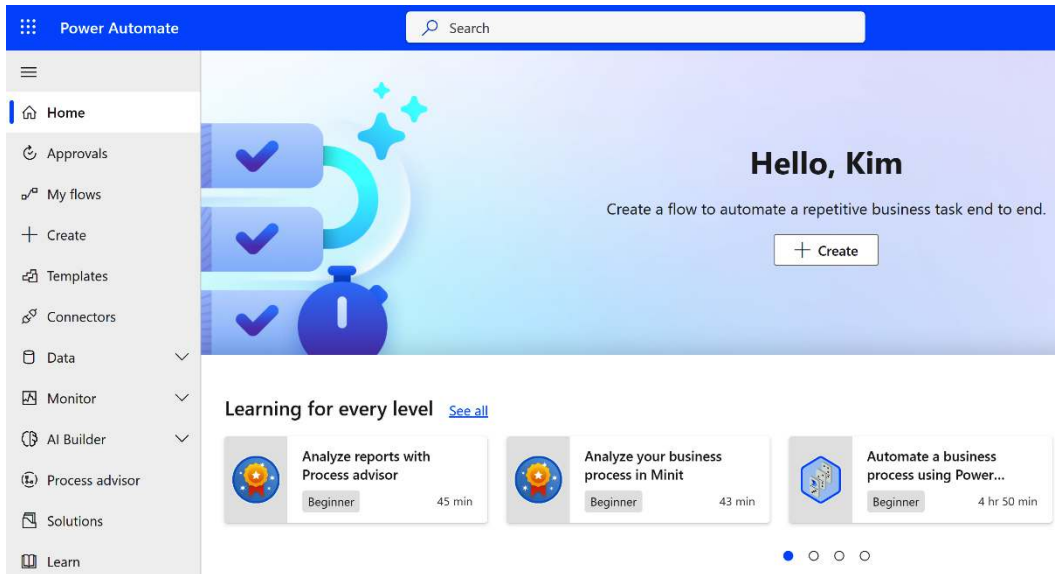 Power Automate
Search
Home
Approvals
My flows
Create
Templates
Connectors
Data
Monitor
AI Builder
Process advisor
Solutions
Learn
Hello, Kim
Create a flow to automate a repetitive business task end to end.
Create
Learning for every level See all
Analyze reports with
Process advisor
Beginner 45 min
Analyze your business
process in Minit
Beginner 43 min
Automate a business
process using Power...
Beginner 4 hr 50 min